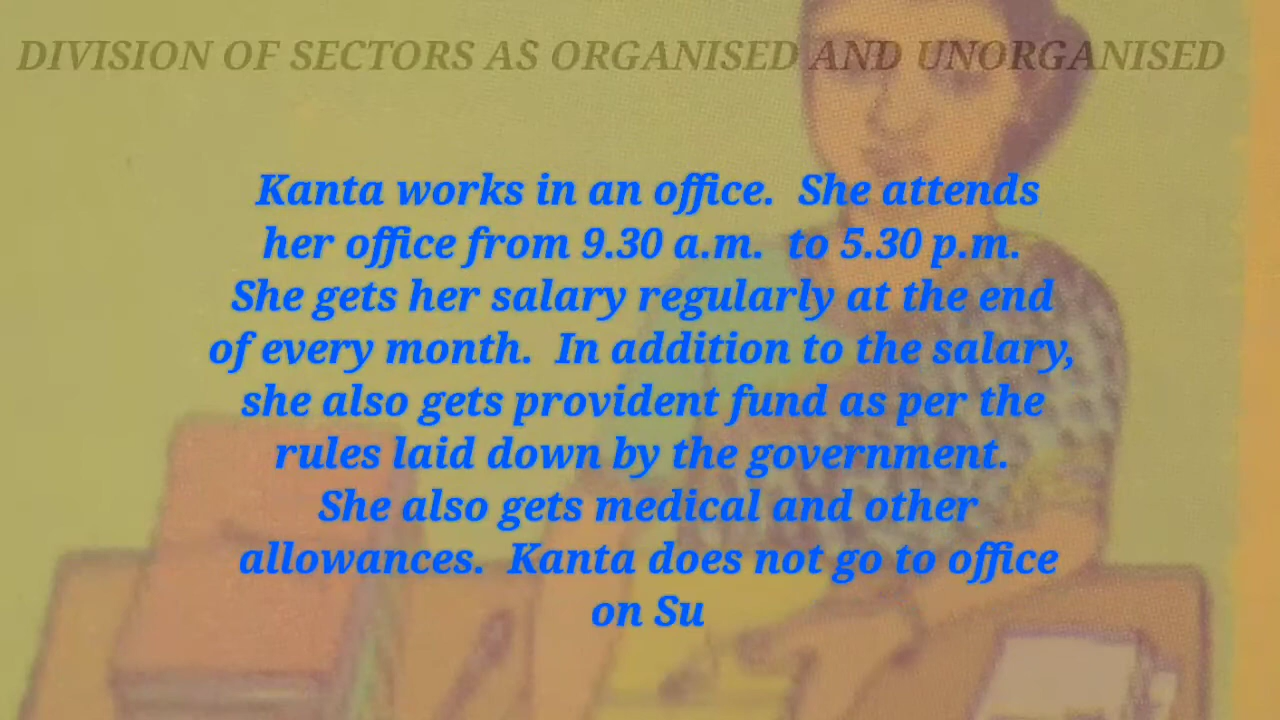 DIVISION OF SECTORS AS ORGANISED AND UNORGANISED
Kanta works in an office. She attends
her office from 9.30 a.m. to 5.30 p.m.
She gets her salary regularly at the end
of every month. In addition to the salary,
she also gets provident fund as per the
rules laid down by the government.
She also gets medical and other
allowances. Kanta does not go to office
on Su